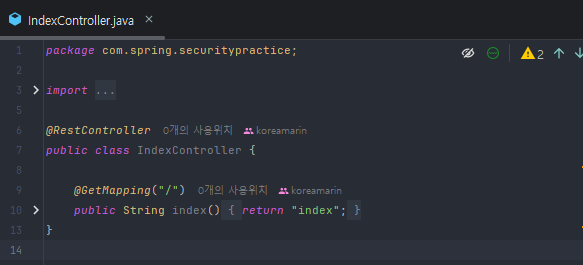 IndexController.java
1 package com.spring.securitypractice;
2
2
3 import ...
5
6 @RestController 0개의 사용위치 koreamarin
7 public class IndexController {
8
9 @GetMapping("/") 0개의 사용위치 koreamarin
10 public String index() { return "index"; }
13 }
14